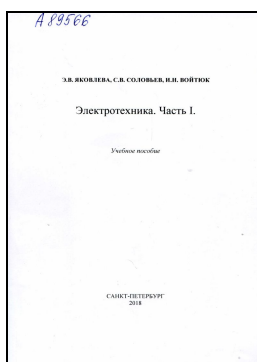 А 89566
Э.В. ЯКОВЛЕВА, С.В. СОЛОВЬЕВ, И.И. ВОЙТЮК
Электротехника. Часть I.
Учебное пособие
САНКТ-ПЕТЕРБУРГ
2018